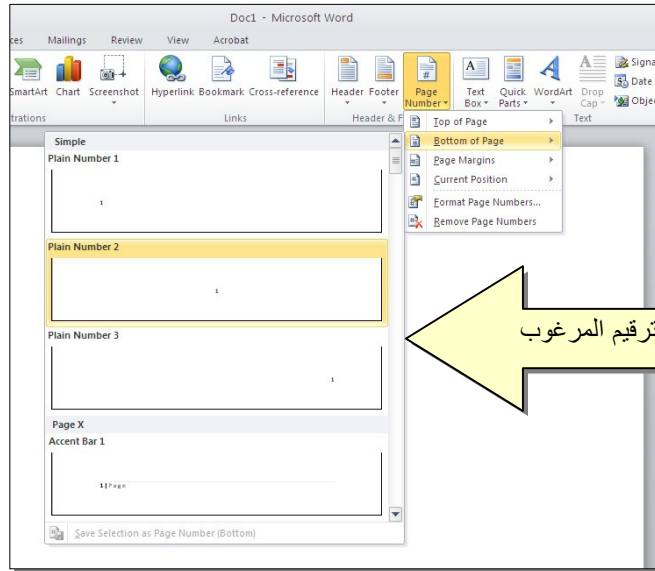 Doc1 - Microsoft Word
ces Mailings Review View Acrobat
SmartArt Chart Screenshot Hyperlink Bookmark Cross-reference Header Footer Page Number Text Box Quick Parts WordArt Drop Cap Signa
Date
Objec
trations Links Header & F Text
Top of Page
Bottom of Page
Page Margins
Current Position
Format Page Numbers...
Remove Page Numbers
Simple
Plain Number 1
1
Plain Number 2
1
Plain Number 3
1
Page X
Accent Bar 1
1|Page
Save Selection as Page Number (Bottom)
ترقيم المرغوب